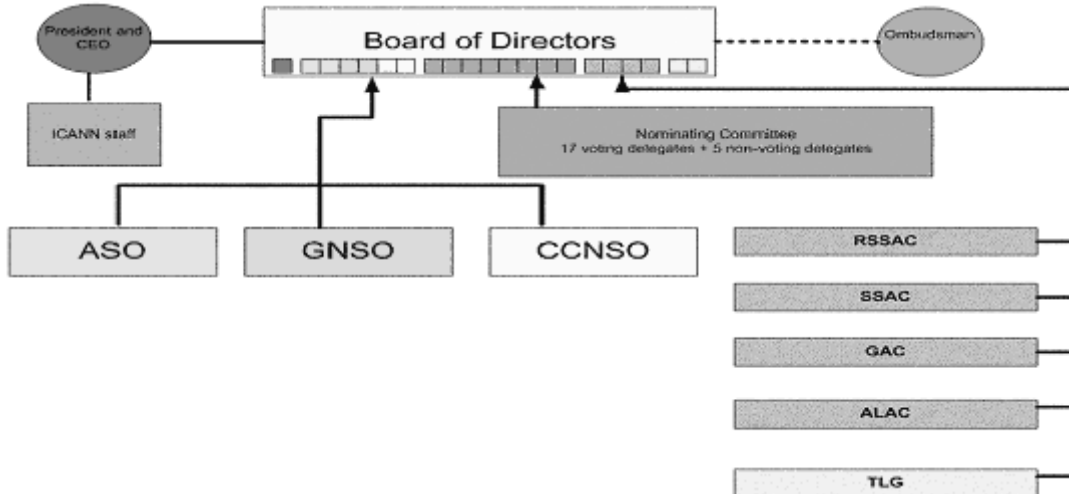 President and
CEO
Board of Directors
Ombudsman
ICANN staff
Nominating Committee
17 voting delegates + 5 non-voting delegates
ASO
GNSO
CCNSO
RSSAC
SSAC
GAC
ALAC
TLG